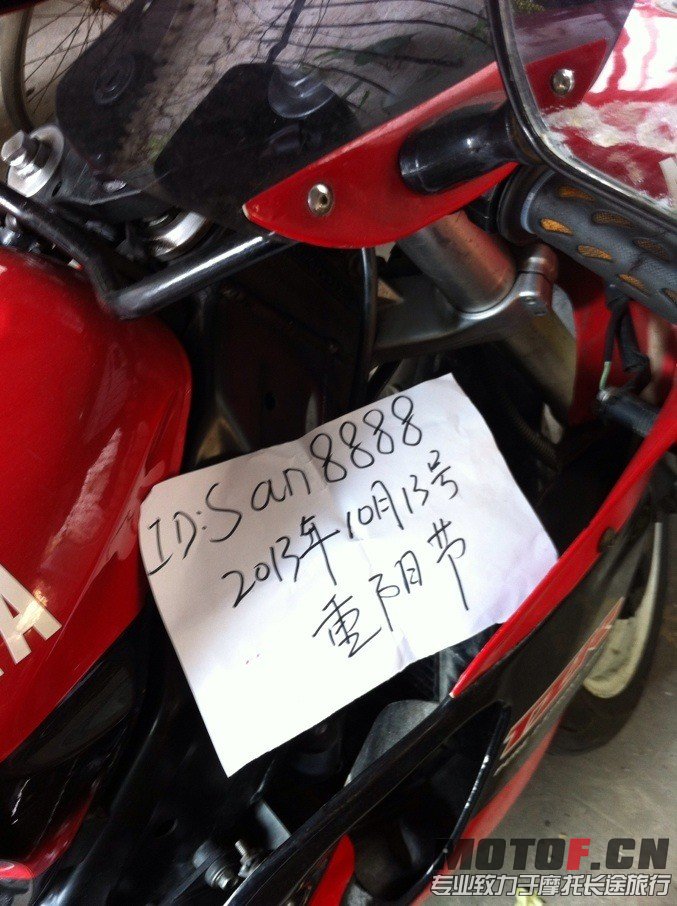 ID:San8888
2013年10月13号
重阳节
A
MOTOF.CN
专业致力于摩托长途旅行